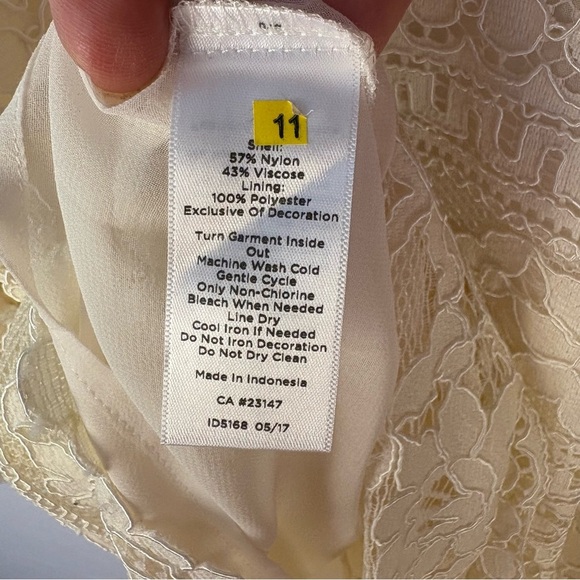 11
Shell:
57% Nylon
43% Viscose
Lining:
100% Polyester
Exclusive Of Decoration
Turn Garment Inside
Out
Machine Wash Cold
Gentle Cycle
Only Non-Chlorine
Bleach When Needed
Line Dry
Cool Iron If Needed
Do Not Iron Decoration
Do Not Dry Clean
Made In Indonesia
CA #23147
ID5168 05/17